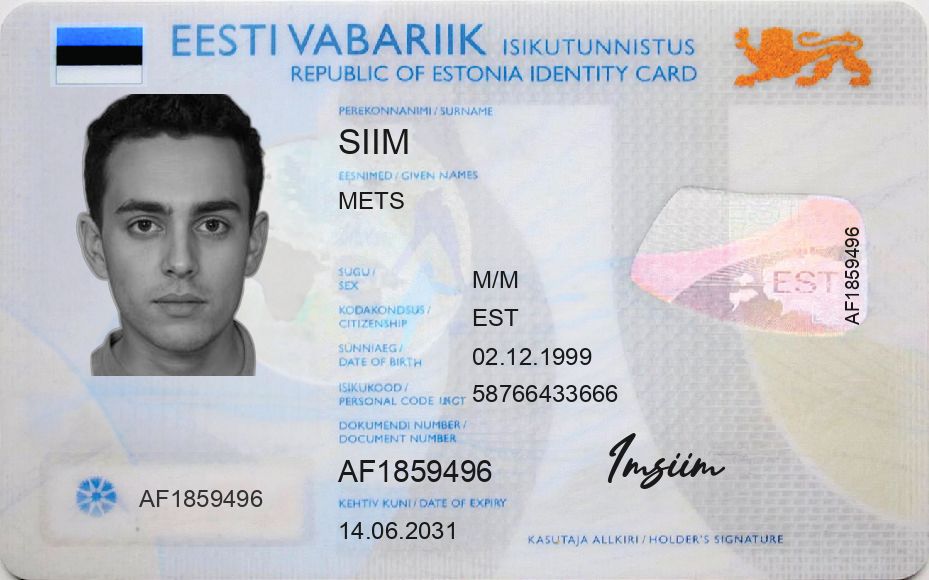 EESTI VABARIIK ISIKUTUNNISTUS
REPUBLIC OF ESTONIA IDENTITY CARD
PEREKONNANIMI / SURNAME
SIIM
EESNIMED / GIVEN NAMES
METS
SUGU /
SEX
M/M
KODAKONDSUS /
CITIZENSHIP
EST
SÜNNIAEG /
DATE OF BIRTH
02.12.1999
ISIKUKOOD /
PERSONAL CODE
58766433666
DOKUMENDI NUMBER /
DOCUMENT NUMBER
AF1859496
KEHTIV KUNI / DATE OF EXPIRY
14.06.2031
AF1859496
EST
AF1859496
Imsiim
KASUTAJA ALLKIRI / HOLDER'S SIGNATURE